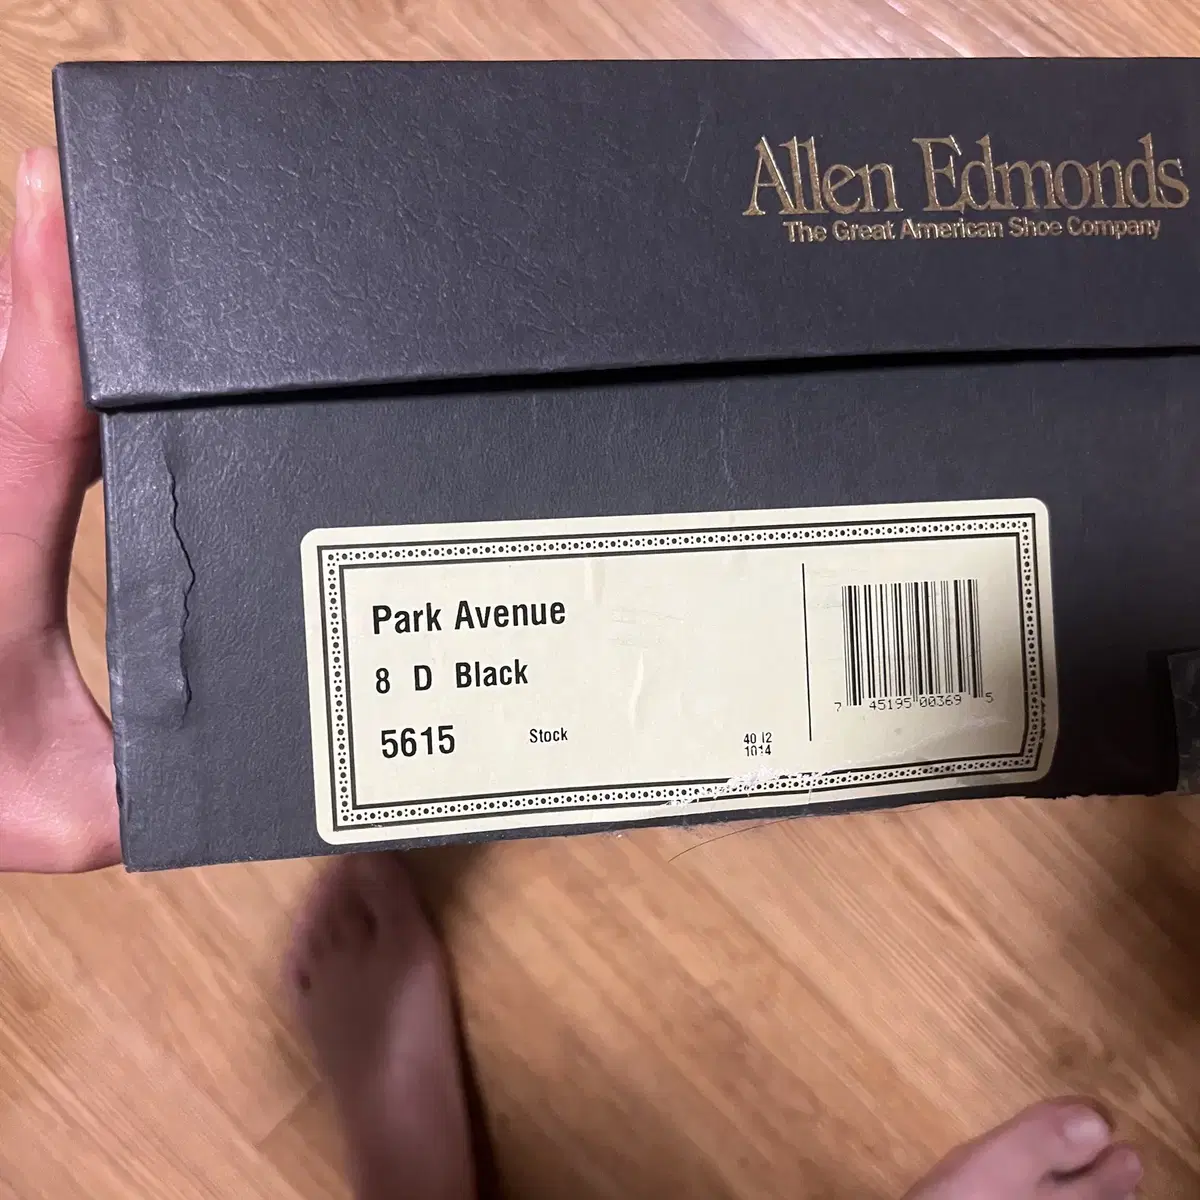 Allen Edmonds
The Great American Shoe Company
Park Avenue
8 D Black
5615 Stock
40 12
1014
7 45195 00369 5